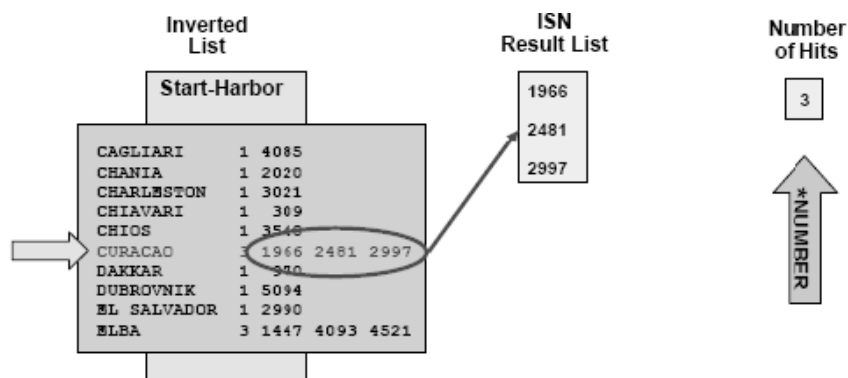 Inverted
List
ISN
Result List
Number
of Hits
Start-Harbor
1966
2481
2997
3
CAGLIARI 1 4085
CHANIA 1 2020
CHARLESTON 1 3021
CHIAVARI 1 309
CHIOS 1
CURACAO 3 1966 2481 2997
DAKKAR 1 970
DUBROVNIK 1 5094
EL SALVADOR 1 2990
ELBA 3 1447 4093 4521
*NUMBER